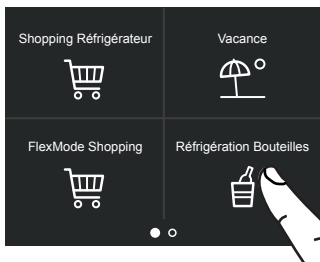 Shopping Réfrigérateur
Vacance
FlexMode Shopping
Réfrigération Bouteilles